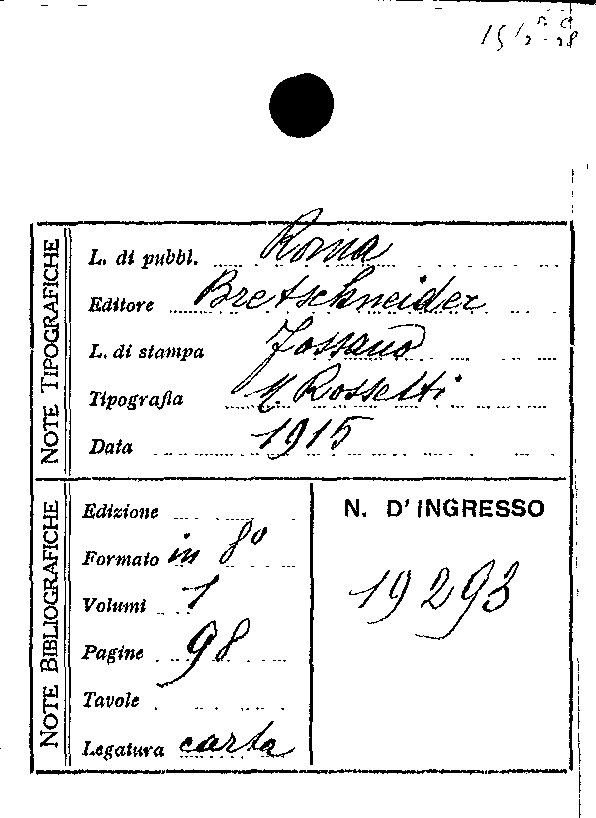 NOTE TIPOGRAFICHE
L. di pubbl. Roma
Editore Bretschneider
L. di stampa Fossano
Tipografia M. Rossetti
Data 1915
NOTE BIBLIOGRAFICHE
Edizione
Formato in 8º
Volumi 1
Pagine 98
Tavole
Legatura carta
N. D'INGRESSO
19293